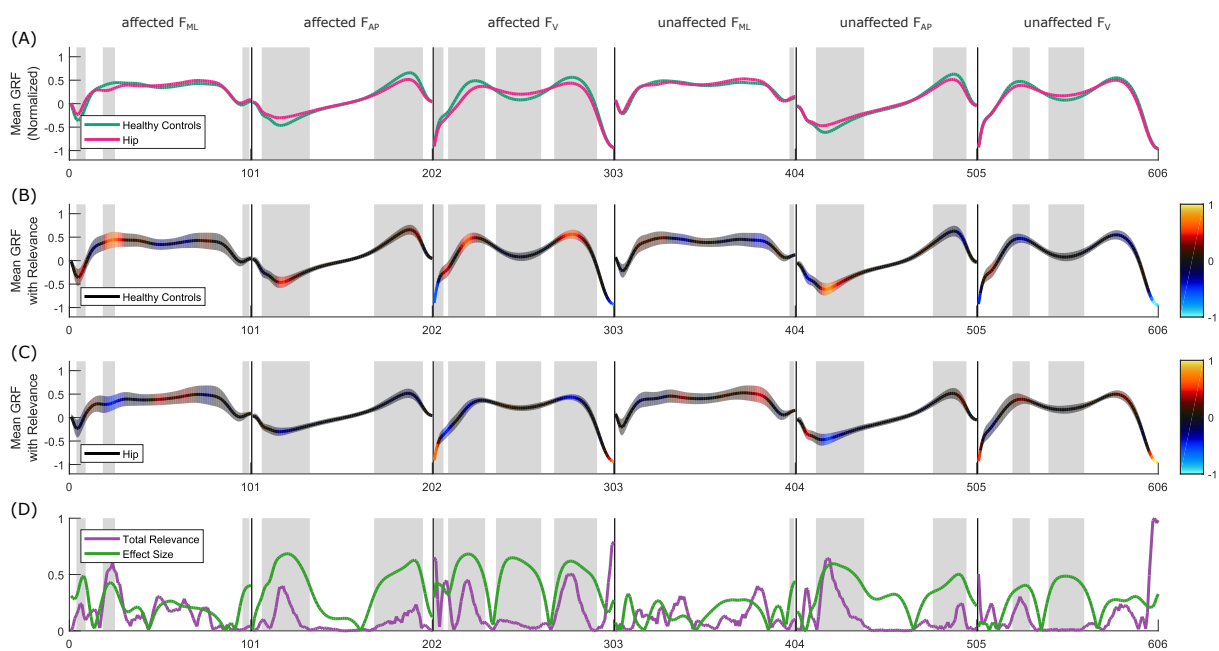 affected F_ML affected F_AP affected F_V unaffected F_ML unaffected F_AP unaffected F_V
(A)
Mean GRF
(Normalized)
1
0.5
0
-0.5
-1
Healthy Controls
Hip
0 101 202 303 404 505 606
(B)
Mean GRF
with Relevance
1
0.5
0
-0.5
-1
Healthy Controls
0 101 202 303 404 505 606
1
0
-1
(C)
Mean GRF
with Relevance
1
0.5
0
-0.5
-1
Hip
0 101 202 303 404 505 606
1
0
-1
(D)
1
0.5
0
Total Relevance
Effect Size
0 101 202 303 404 505 606